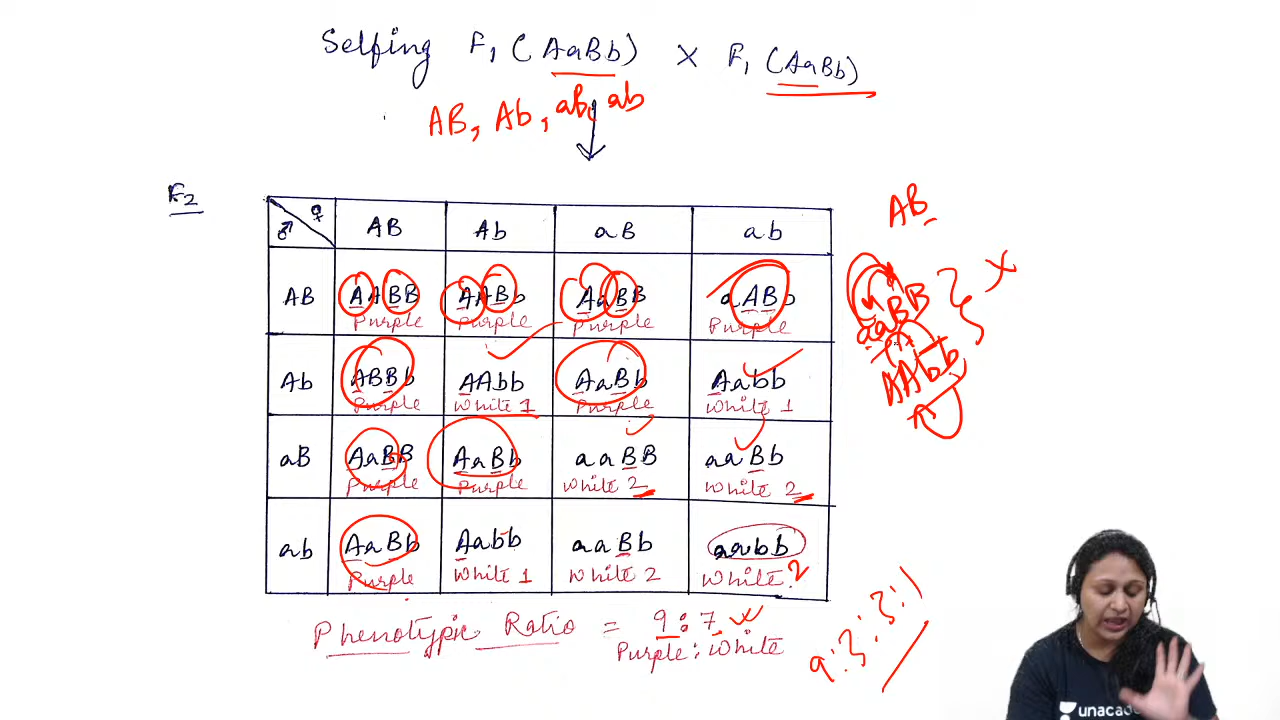 Selfing F1 (AaBb) × F1 (AaBb)
AB, Ab, aB, ab
F2
♂ ♀ AB Ab aB ab
AB AABB AABb AaBB aABb
Purple Purple Purple Purple
Ab ABBb AAbb AaBb Aabb
Purple White 1 Purple White 1
aB AaBB AaBb aaBB aaBb
Purple Purple White 2 White 2
ab AaBb Aabb aaBb aabb
Purple White 1 White 2 White 2
Phenotypic Ratio = 9:7
Purple : White
AB
aaBB
AAbb
×
9:3:3:1
unacade